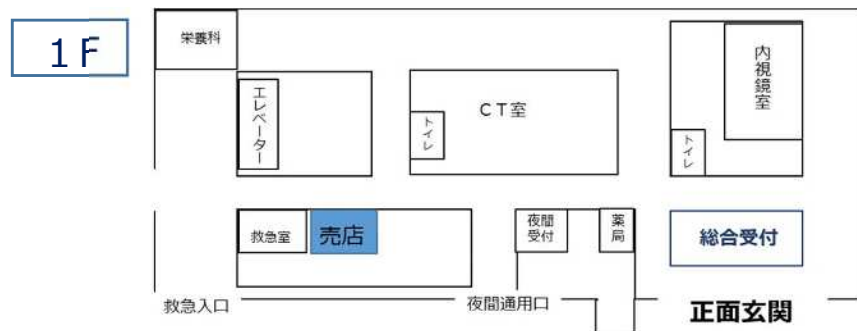 1F
栄養科
エレベーター
トイレ
CT室
トイレ
内視鏡室
救急室
売店
夜間
受付
薬局
総合受付
救急入口
夜間通用口
正面玄関